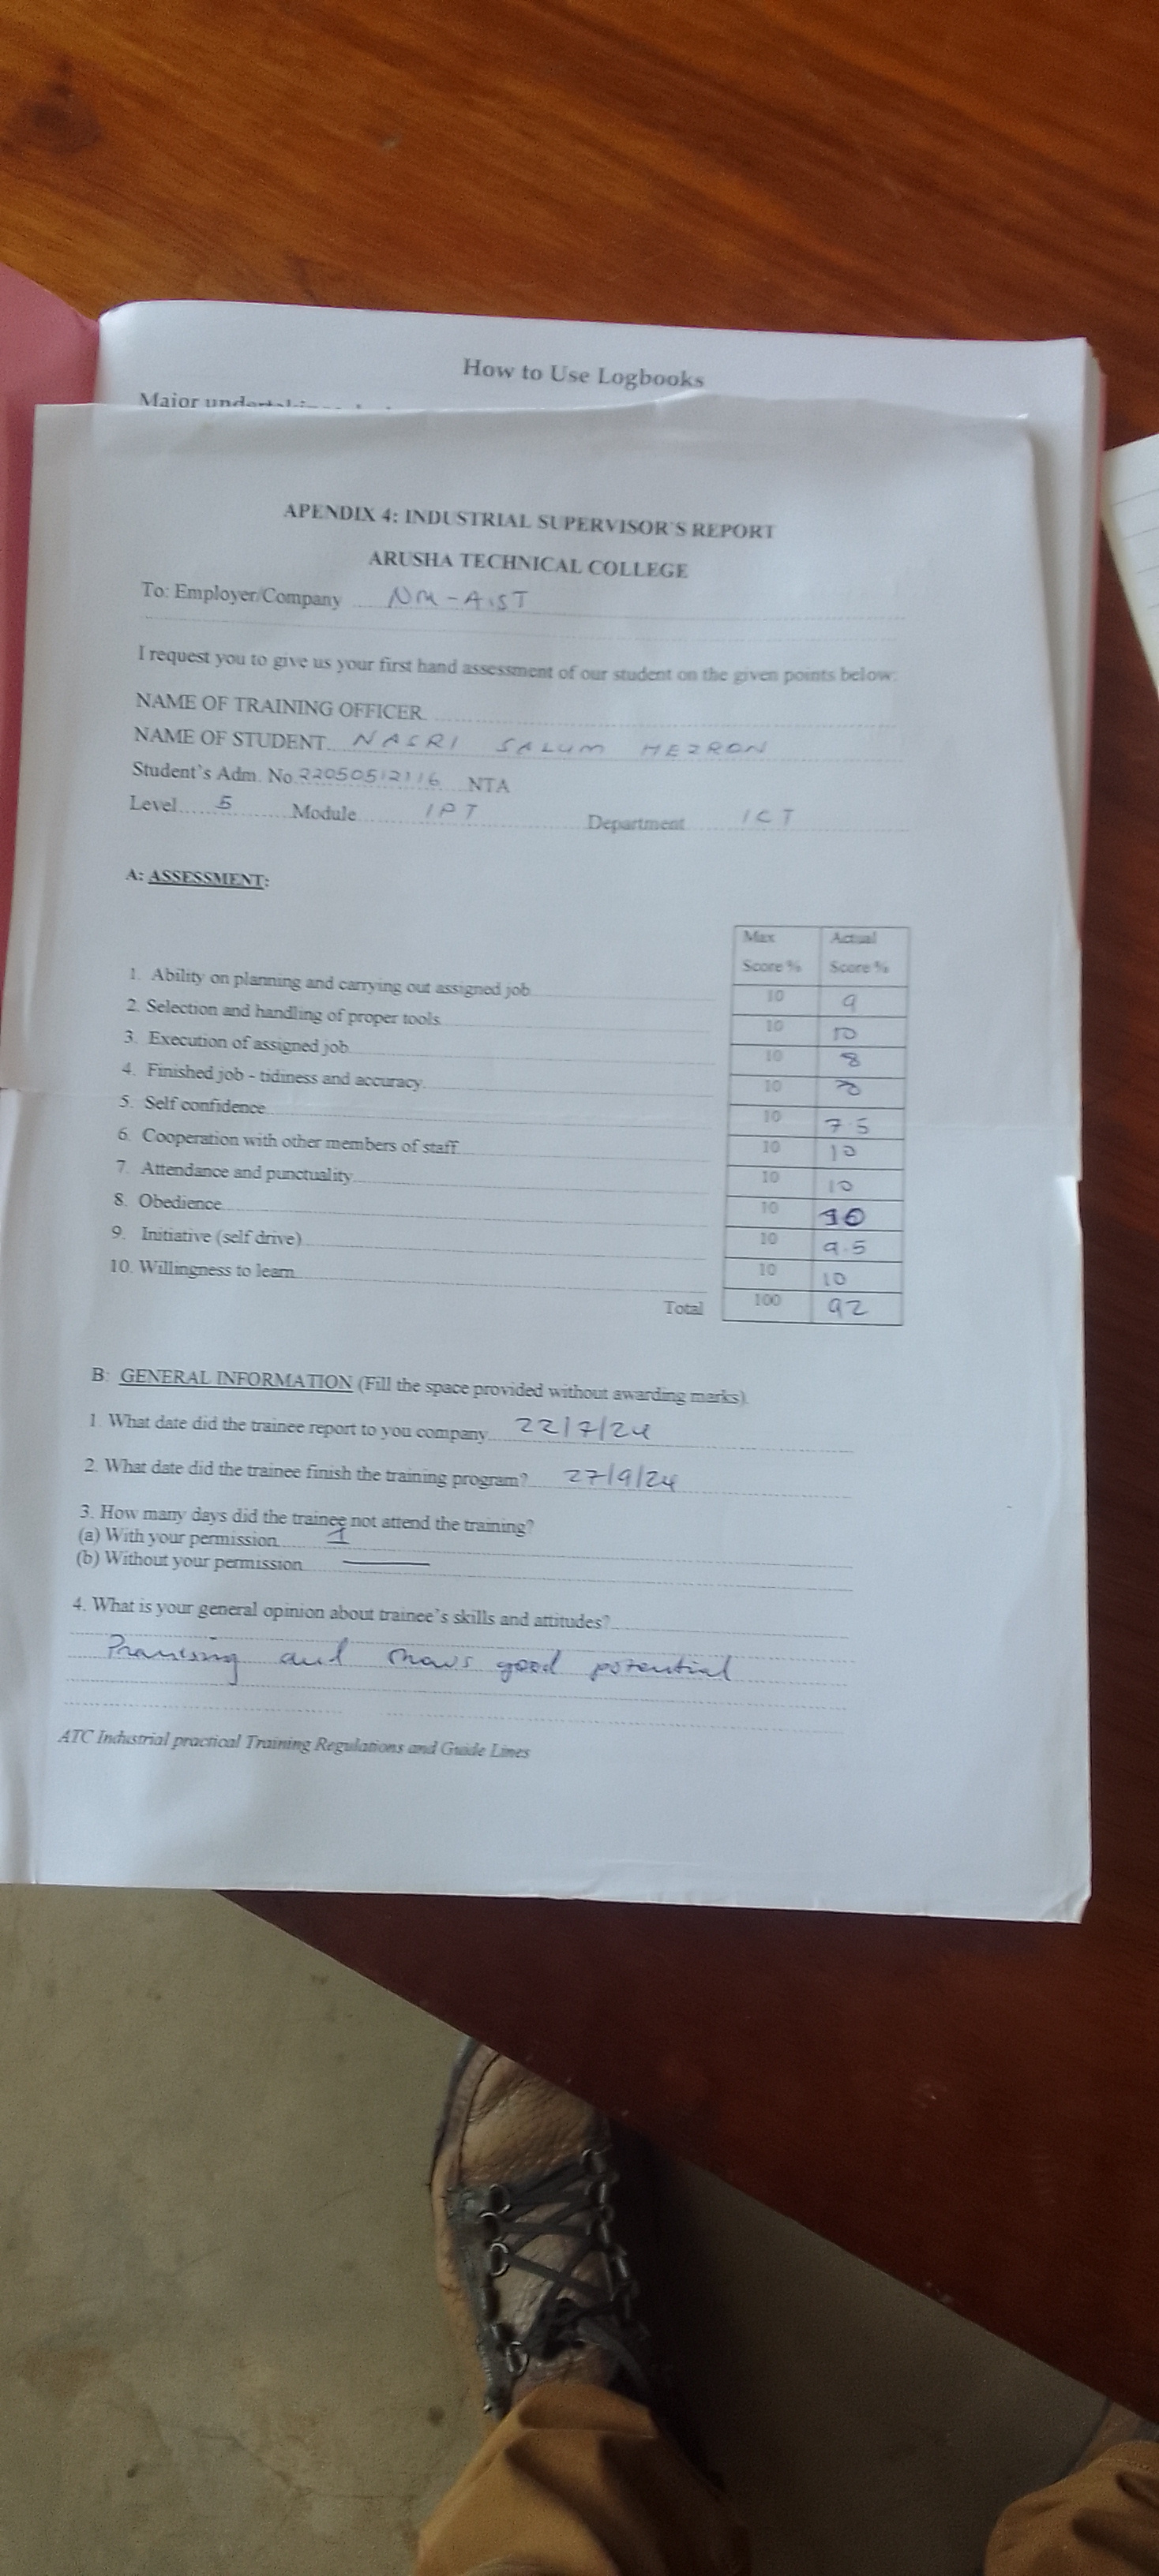 How to Use Logbooks
Major
APENDIX 4: INDUSTRIAL SUPERVISOR'S REPORT
ARUSHA TECHNICAL COLLEGE
To: Employer/Company NM-AIST
I request you to give us your first hand assessment of our student on the given points below:
NAME OF TRAINING OFFICER
NAME OF STUDENT NASRI SALUM HEZRON
Student's Adm. No 22050512116 NTA
Level 5 Module IPT Department ICT
A: ASSESSMENT:
Max Score % Actual Score %
1. Ability on planning and carrying out assigned job 10 9
2. Selection and handling of proper tools 10 10
3. Execution of assigned job 10 8
4. Finished job - tidiness and accuracy 10
5. Self confidence 10 7.5
6. Cooperation with other members of staff 10 10
7. Attendance and punctuality 10 10
8. Obedience 10 10
9. Initiative (self drive) 10 9.5
10. Willingness to learn 10 10
Total 100 92
B: GENERAL INFORMATION (Fill the space provided without awarding marks)
1. What date did the trainee report to you company 22/7/24
2. What date did the trainee finish the training program? 27/9/24
3. How many days did the trainee not attend the training?
(a) With your permission 1
(b) Without your permission
4. What is your general opinion about trainee's skills and attitudes?
Promising and shows good potential
ATC Industrial practical Training Regulations and Guide Lines